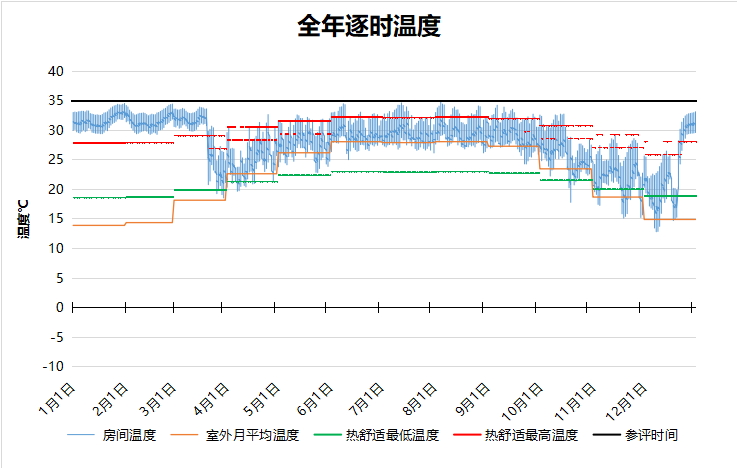 全年逐时温度
40
35
30
25
20
15
10
5
0
-5
-10
温度℃
1月1日
2月1日
3月1日
4月1日
5月1日
6月1日
7月1日
8月1日
9月1日
10月1日
11月1日
12月1日
房间温度 室外月平均温度 热舒适最低温度 热舒适最高温度 参评时间